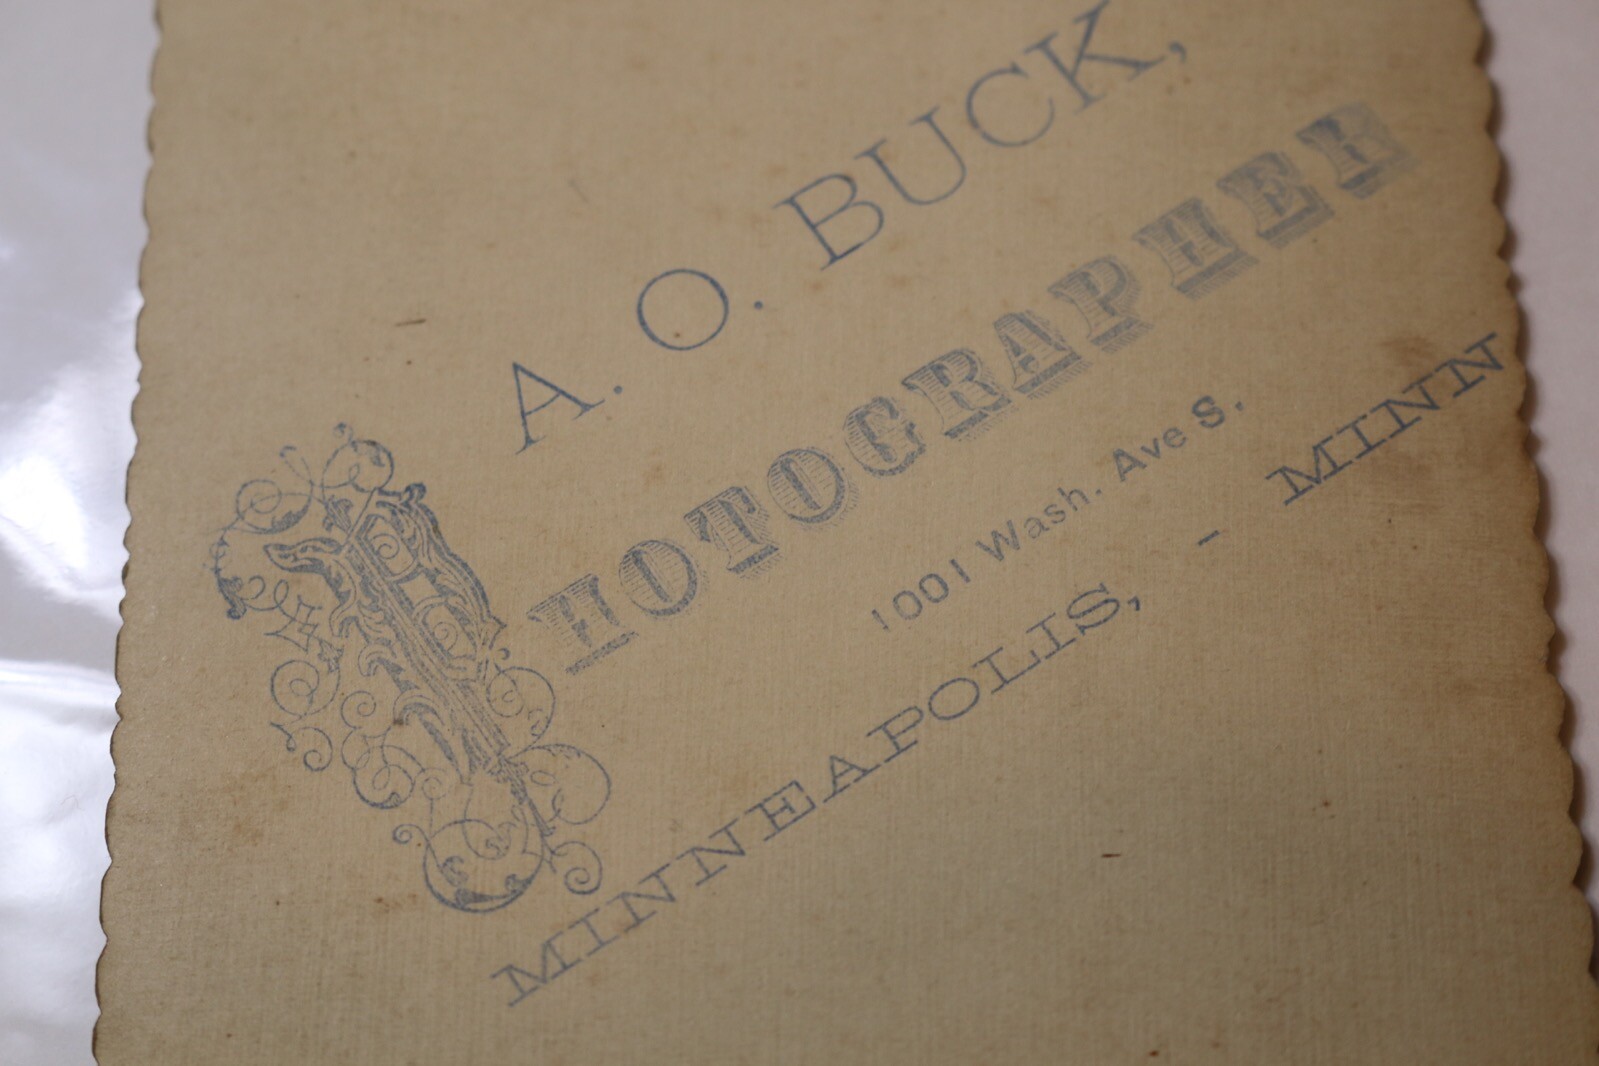 A. O. BUCK,
PHOTOGRAPHER
1001 Wash. Ave S.
MINNEAPOLIS, - MINN